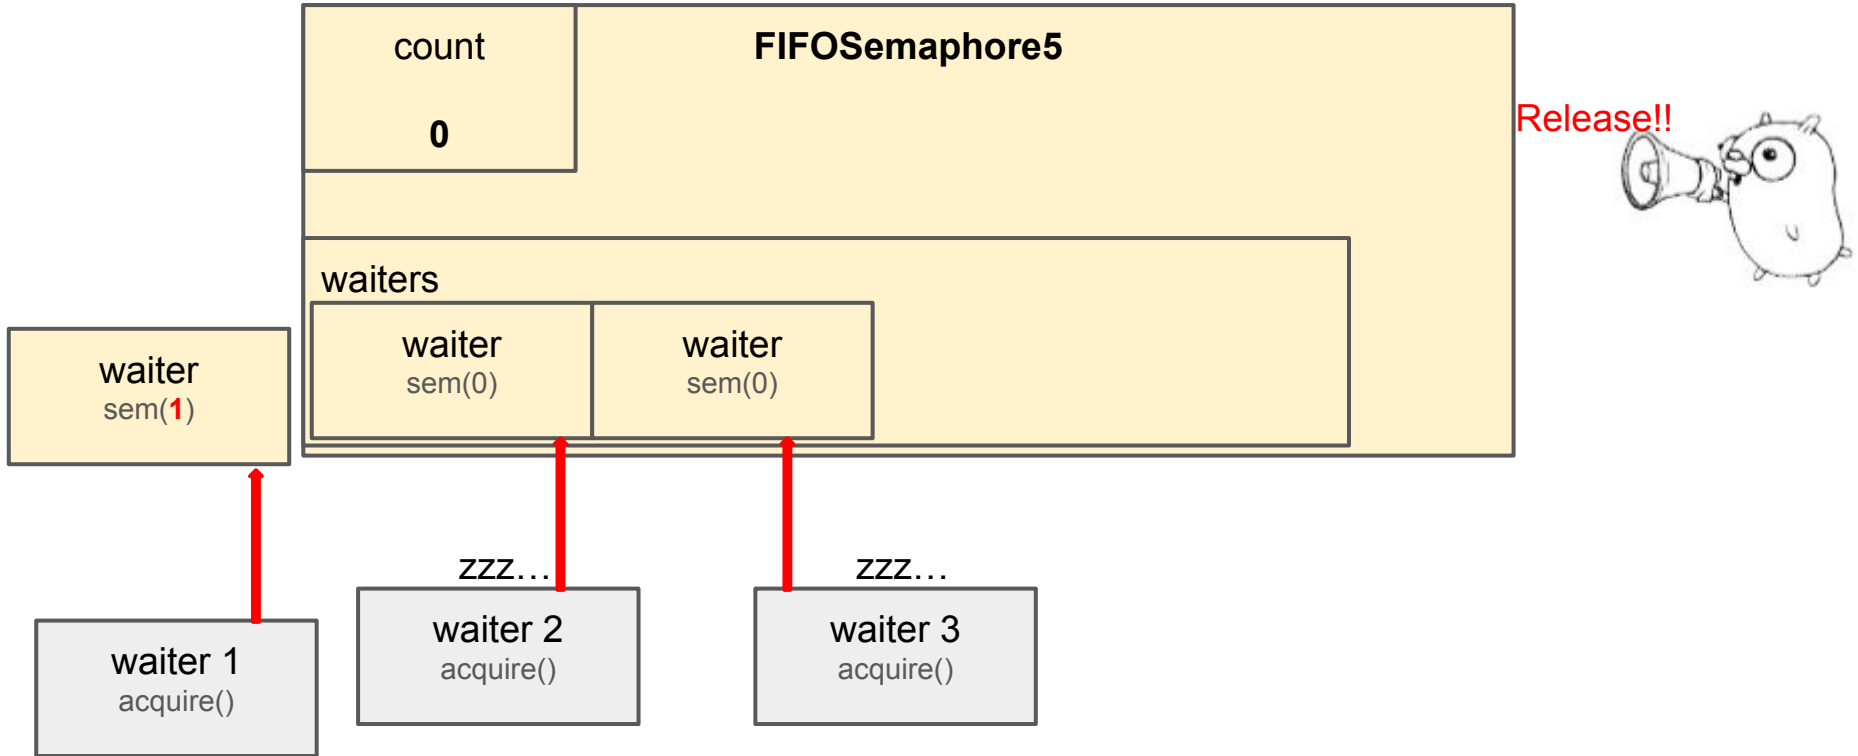 count
0
FIFOSemaphore5
Release!!
waiters
waiter
sem(1)
waiter
sem(0)
waiter
sem(0)
zzz...
zzz...
waiter 1
acquire()
waiter 2
acquire()
waiter 3
acquire()